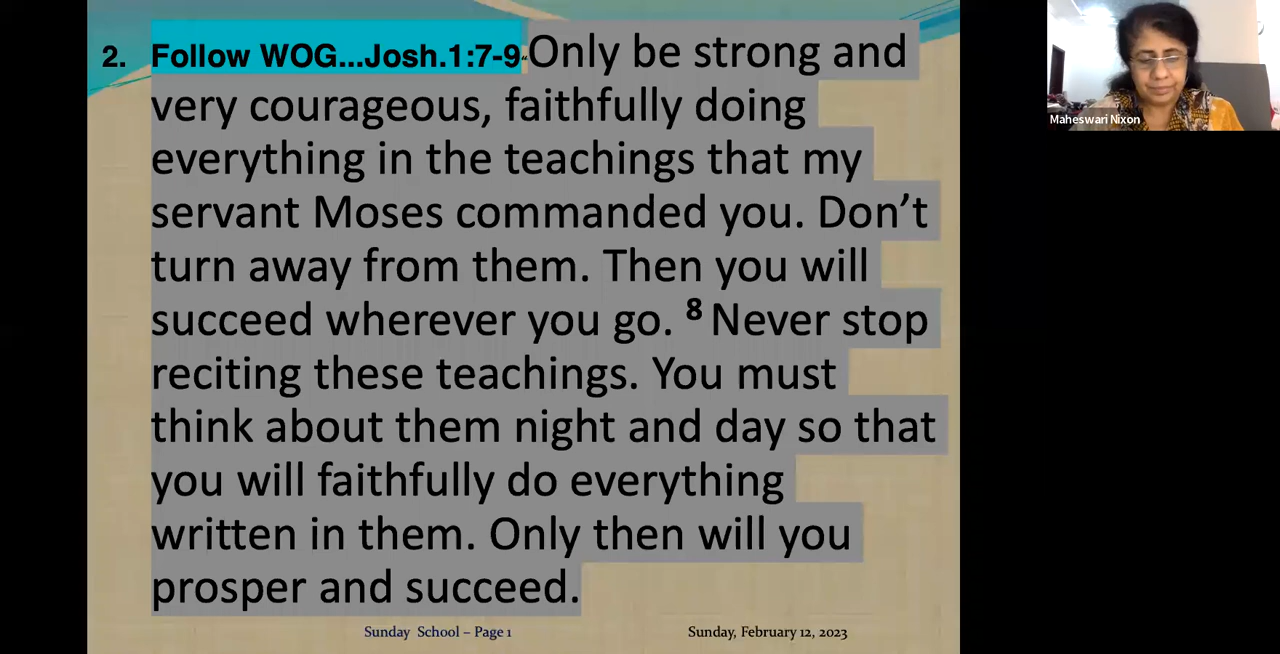 2. Follow WOG...Josh.1:7-9-Only be strong and
very courageous, faithfully doing
everything in the teachings that my
servant Moses commanded you. Don’t
turn away from them. Then you will
succeed wherever you go. 8 Never stop
reciting these teachings. You must
think about them night and day so that
you will faithfully do everything
written in them. Only then will you
prosper and succeed.
Sunday School – Page 1
Sunday, February 12, 2023
Maheswari Nixon